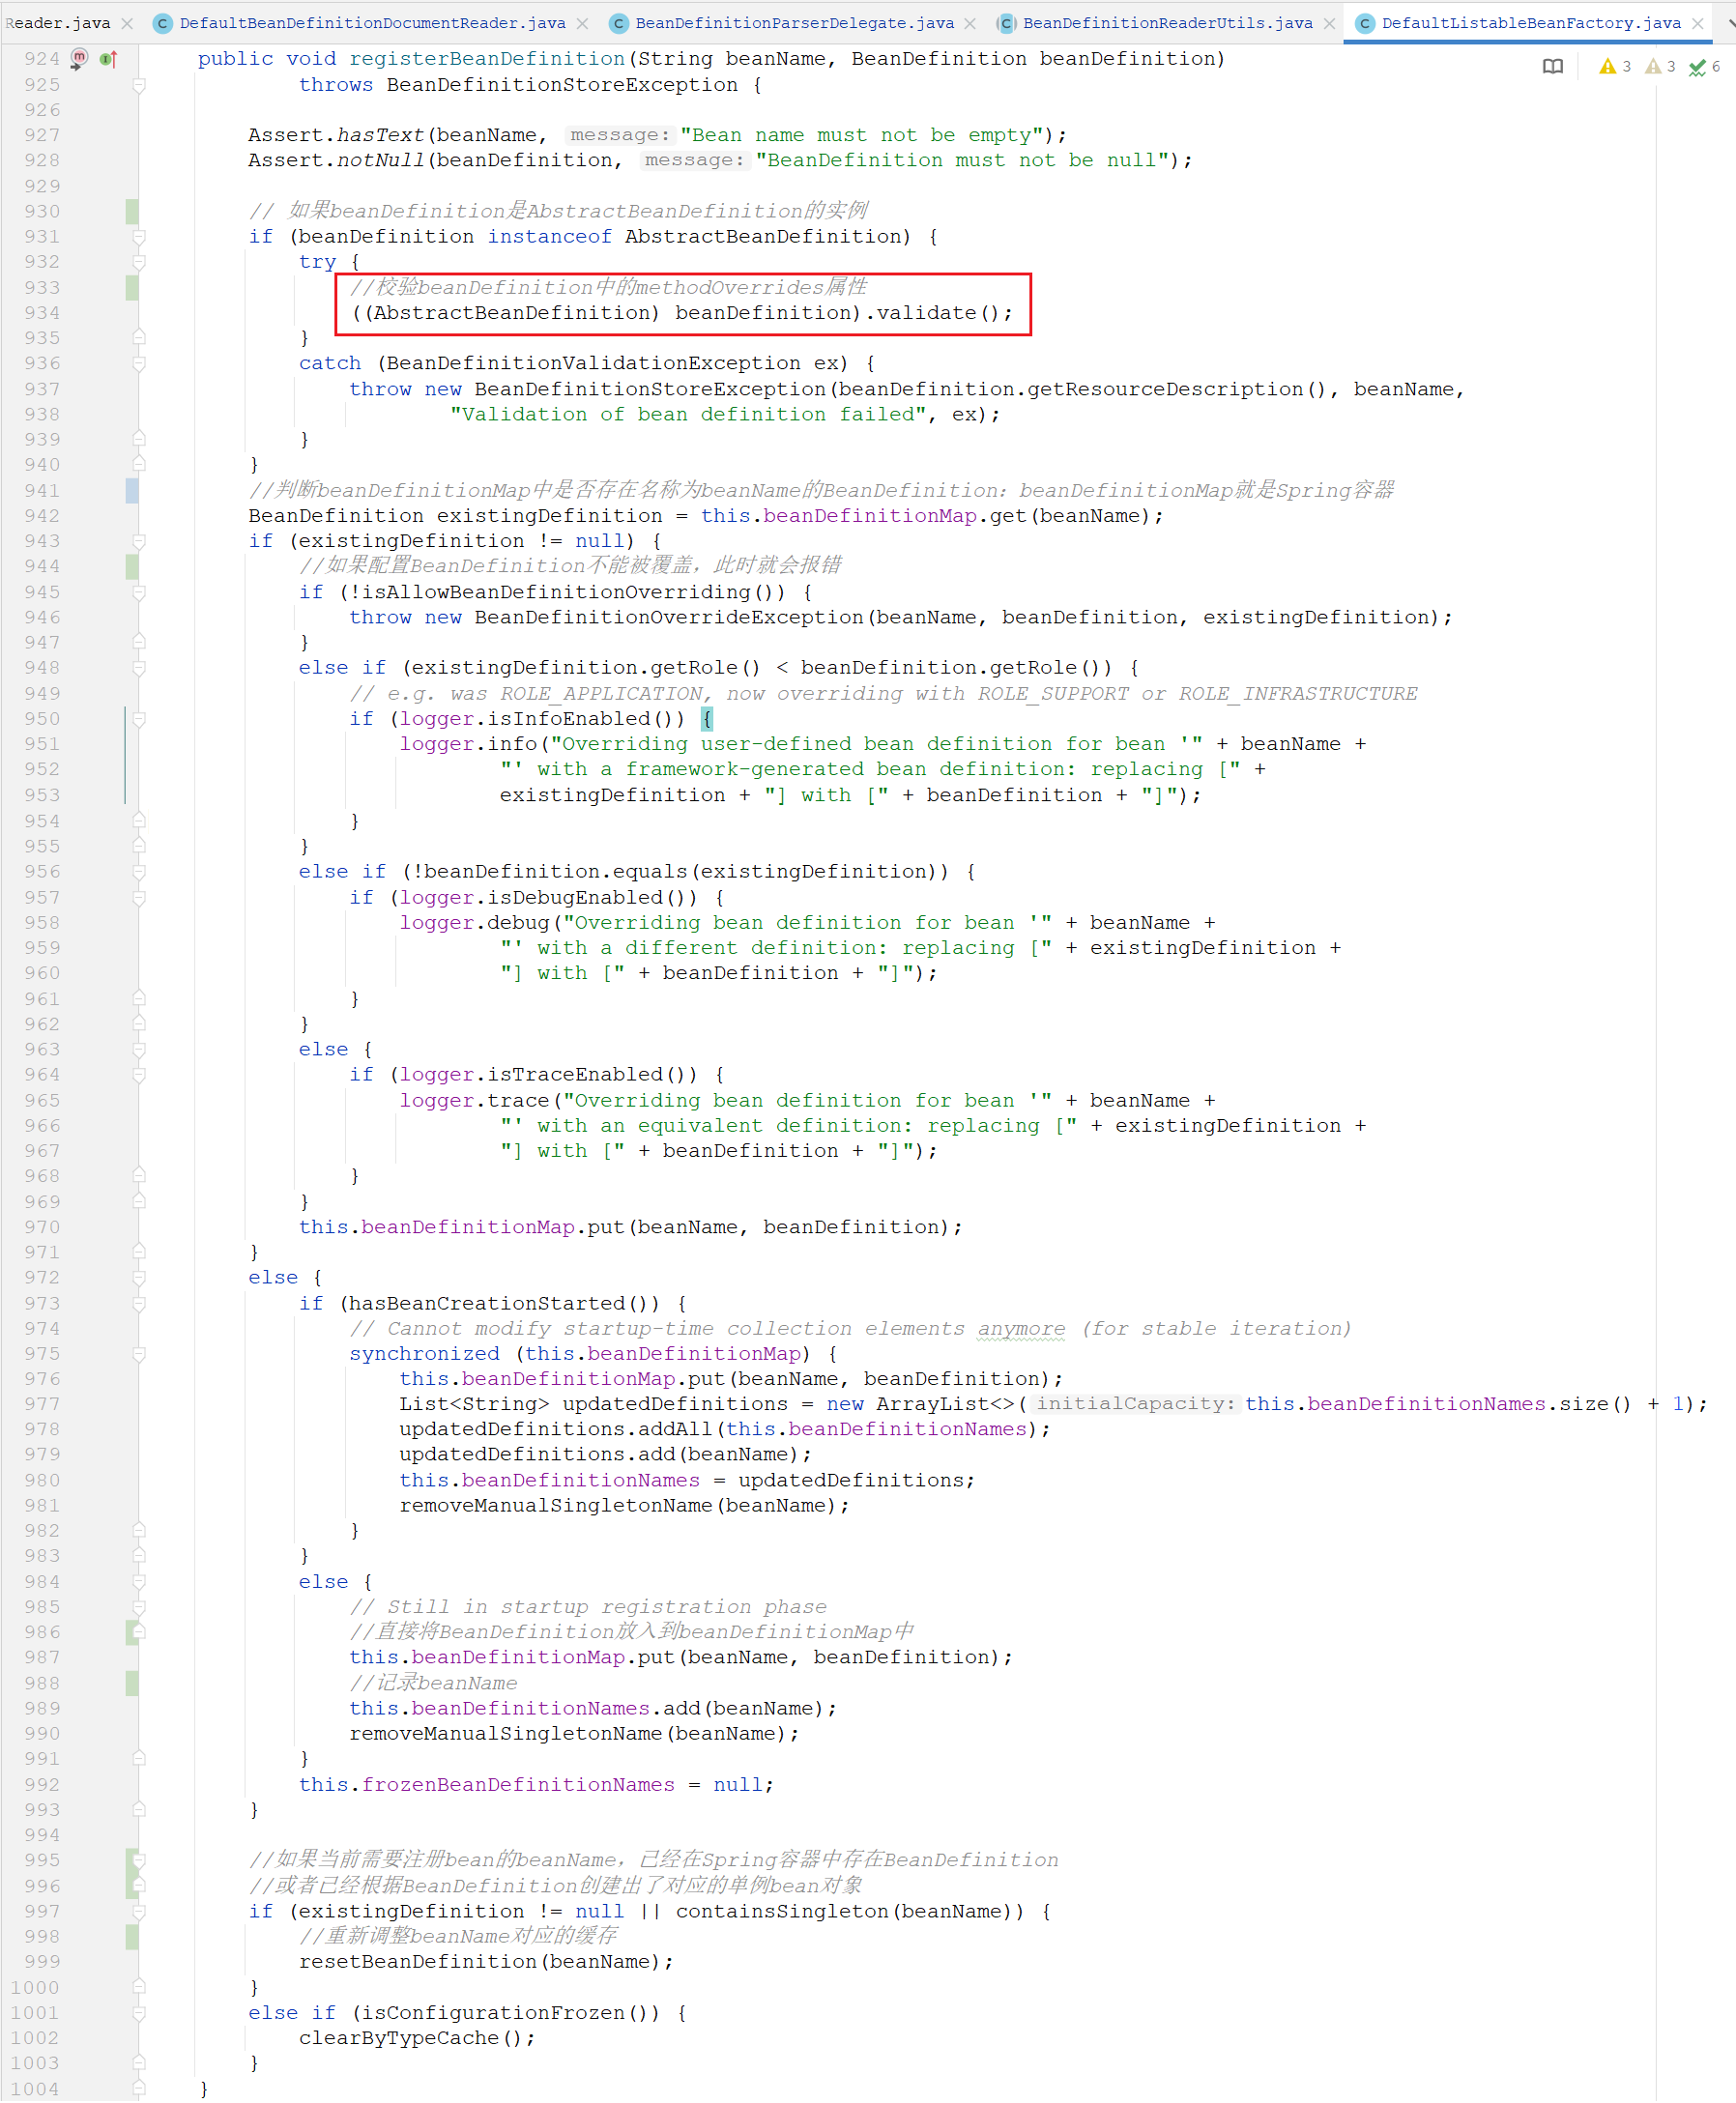 Reader.java DefaultBeanDefinitionDocumentReader.java BeanDefinitionParserDelegate.java BeanDefinitionReaderUtils.java DefaultListableBeanFactory.java
3 3 6
924 public void registerBeanDefinition(String beanName, BeanDefinition beanDefinition)
925 throws BeanDefinitionStoreException {
926
927 Assert.hasText(beanName, message: "Bean name must not be empty");
928 Assert.notNull(beanDefinition, message: "BeanDefinition must not be null");
929
930 // 如果beanDefinition是AbstractBeanDefinition的实例
931 if (beanDefinition instanceof AbstractBeanDefinition) {
932 try {
933 //校验beanDefinition中的methodOverrides属性
934 ((AbstractBeanDefinition) beanDefinition).validate();
935 }
936 catch (BeanDefinitionValidationException ex) {
937 throw new BeanDefinitionStoreException(beanDefinition.getResourceDescription(), beanName,
938 "Validation of bean definition failed", ex);
939 }
940 }
941 //判断beanDefinitionMap中是否存在名称为beanName的BeanDefinition：beanDefinitionMap就是Spring容器
942 BeanDefinition existingDefinition = this.beanDefinitionMap.get(beanName);
943 if (existingDefinition != null) {
944 //如果配置BeanDefinition不能被覆盖，此时就会报错
945 if (!isAllowBeanDefinitionOverriding()) {
946 throw new BeanDefinitionOverrideException(beanName, beanDefinition, existingDefinition);
947 }
948 else if (existingDefinition.getRole() < beanDefinition.getRole()) {
949 // e.g. was ROLE_APPLICATION, now overriding with ROLE_SUPPORT or ROLE_INFRASTRUCTURE
950 if (logger.isInfoEnabled()) {
951 logger.info("Overriding user-defined bean definition for bean '" + beanName +
952 "' with a framework-generated bean definition: replacing [" +
953 existingDefinition + "] with [" + beanDefinition + "]");
954 }
955 }
956 else if (!beanDefinition.equals(existingDefinition)) {
957 if (logger.isDebugEnabled()) {
958 logger.debug("Overriding bean definition for bean '" + beanName +
959 "' with a different definition: replacing [" + existingDefinition +
960 "] with [" + beanDefinition + "]");
961 }
962 }
963 else {
964 if (logger.isTraceEnabled()) {
965 logger.trace("Overriding bean definition for bean '" + beanName +
966 "' with an equivalent definition: replacing [" + existingDefinition +
967 "] with [" + beanDefinition + "]");
968 }
969 }
970 this.beanDefinitionMap.put(beanName, beanDefinition);
971 }
972 else {
973 if (hasBeanCreationStarted()) {
974 // Cannot modify startup-time collection elements anymore (for stable iteration)
975 synchronized (this.beanDefinitionMap) {
976 this.beanDefinitionMap.put(beanName, beanDefinition);
977 List<String> updatedDefinitions = new ArrayList<>( initialCapacity: this.beanDefinitionNames.size() + 1);
978 updatedDefinitions.addAll(this.beanDefinitionNames);
979 updatedDefinitions.add(beanName);
980 this.beanDefinitionNames = updatedDefinitions;
981 removeManualSingletonName(beanName);
982 }
983 }
984 else {
985 // Still in startup registration phase
986 //直接将BeanDefinition放入到beanDefinitionMap中
987 this.beanDefinitionMap.put(beanName, beanDefinition);
988 //记录beanName
989 this.beanDefinitionNames.add(beanName);
990 removeManualSingletonName(beanName);
991 }
992 this.frozenBeanDefinitionNames = null;
993 }
994
995 //如果当前需要注册bean的beanName，已经在Spring容器中存在BeanDefinition
996 //或者已经根据BeanDefinition创建出了对应的单例bean对象
997 if (existingDefinition != null || containsSingleton(beanName)) {
998 //重新调整beanName对应的缓存
999 resetBeanDefinition(beanName);
1000 }
1001 else if (isConfigurationFrozen()) {
1002 clearByTypeCache();
1003 }
1004 }